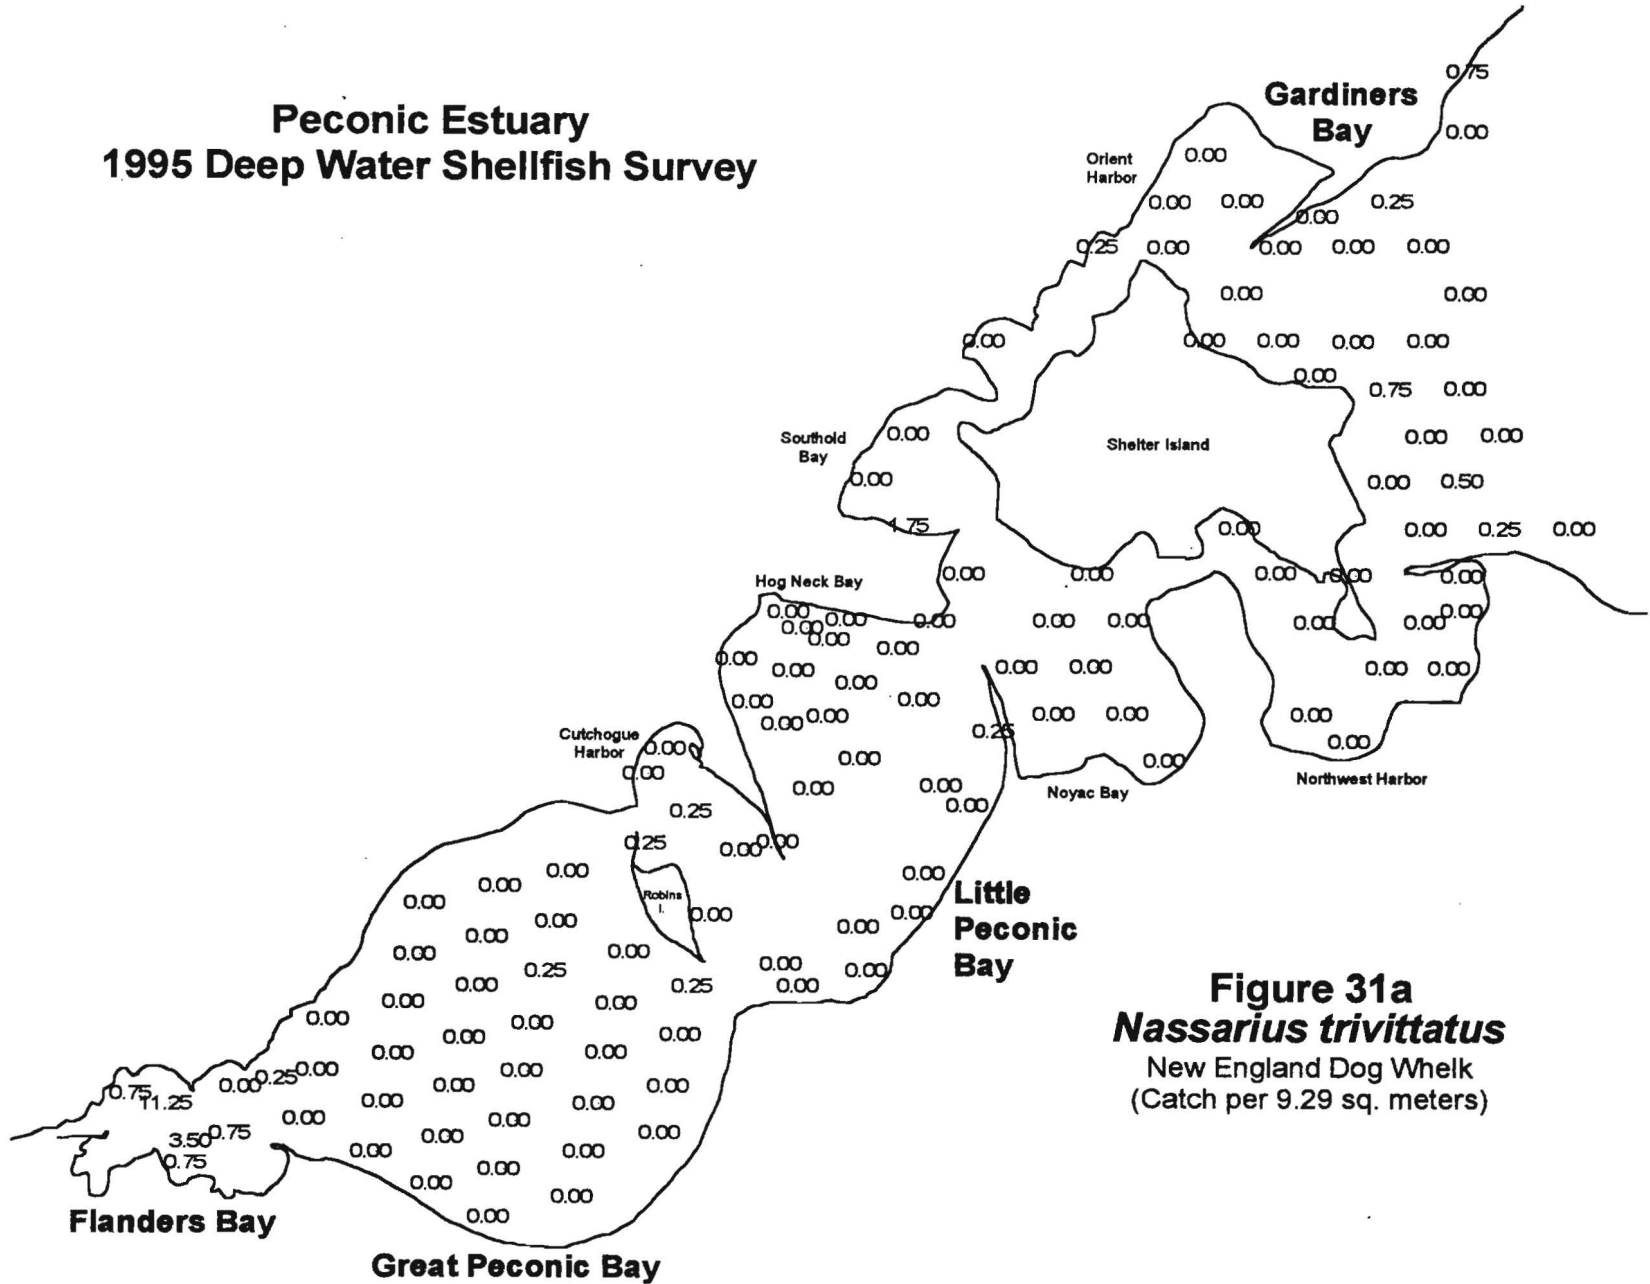 Peconic Estuary
1995 Deep Water Shellfish Survey
Gardiners
Bay
0.75
0.00
Orient
Harbor
0.00
0.00 0.00 0.25
0.00
0.25 0.00 0.00 0.00 0.00
0.00 0.00
0.00 0.00 0.00 0.00 0.00
0.00 0.75 0.00
Southold
Bay
0.00
Shelter Island
0.00 0.00
0.00 0.00 0.50
1.75 0.00 0.00 0.25 0.00
Hog Neck Bay
0.00 0.00 0.00 0.00 0.00
0.00 0.00 0.00 0.00 0.00 0.00 0.00 0.00
0.00 0.00 0.00
0.00
0.00 0.00 0.00 0.00 0.00 0.00
0.00 0.00 0.00
0.00 0.00 0.00 0.00 0.00
0.25
Cutchogue
Harbor
0.00 0.00 0.00 0.00
0.00
0.00 0.00
0.00
Noyac Bay
Northwest Harbor
0.25
0.25 0.00 0.00
0.00 0.00 0.00 0.00
Robins
I.
Little
Peconic
Bay
0.00 0.00 0.00 0.00
0.00 0.00
0.00 0.00
0.25 0.00 0.00
0.00 0.25 0.00
0.00 0.00
0.00 0.00
0.00 0.00
0.00 0.00
0.00 0.25 0.00 0.00
0.00 0.00
0.75 11.25
0.00 0.00
0.00 0.00
3.50 0.75 0.00 0.00
0.75 0.00 0.00
0.00 0.00
0.00
0.00
Flanders Bay
Great Peconic Bay
Figure 31a
Nassarius trivittatus
New England Dog Whelk
(Catch per 9.29 sq. meters)